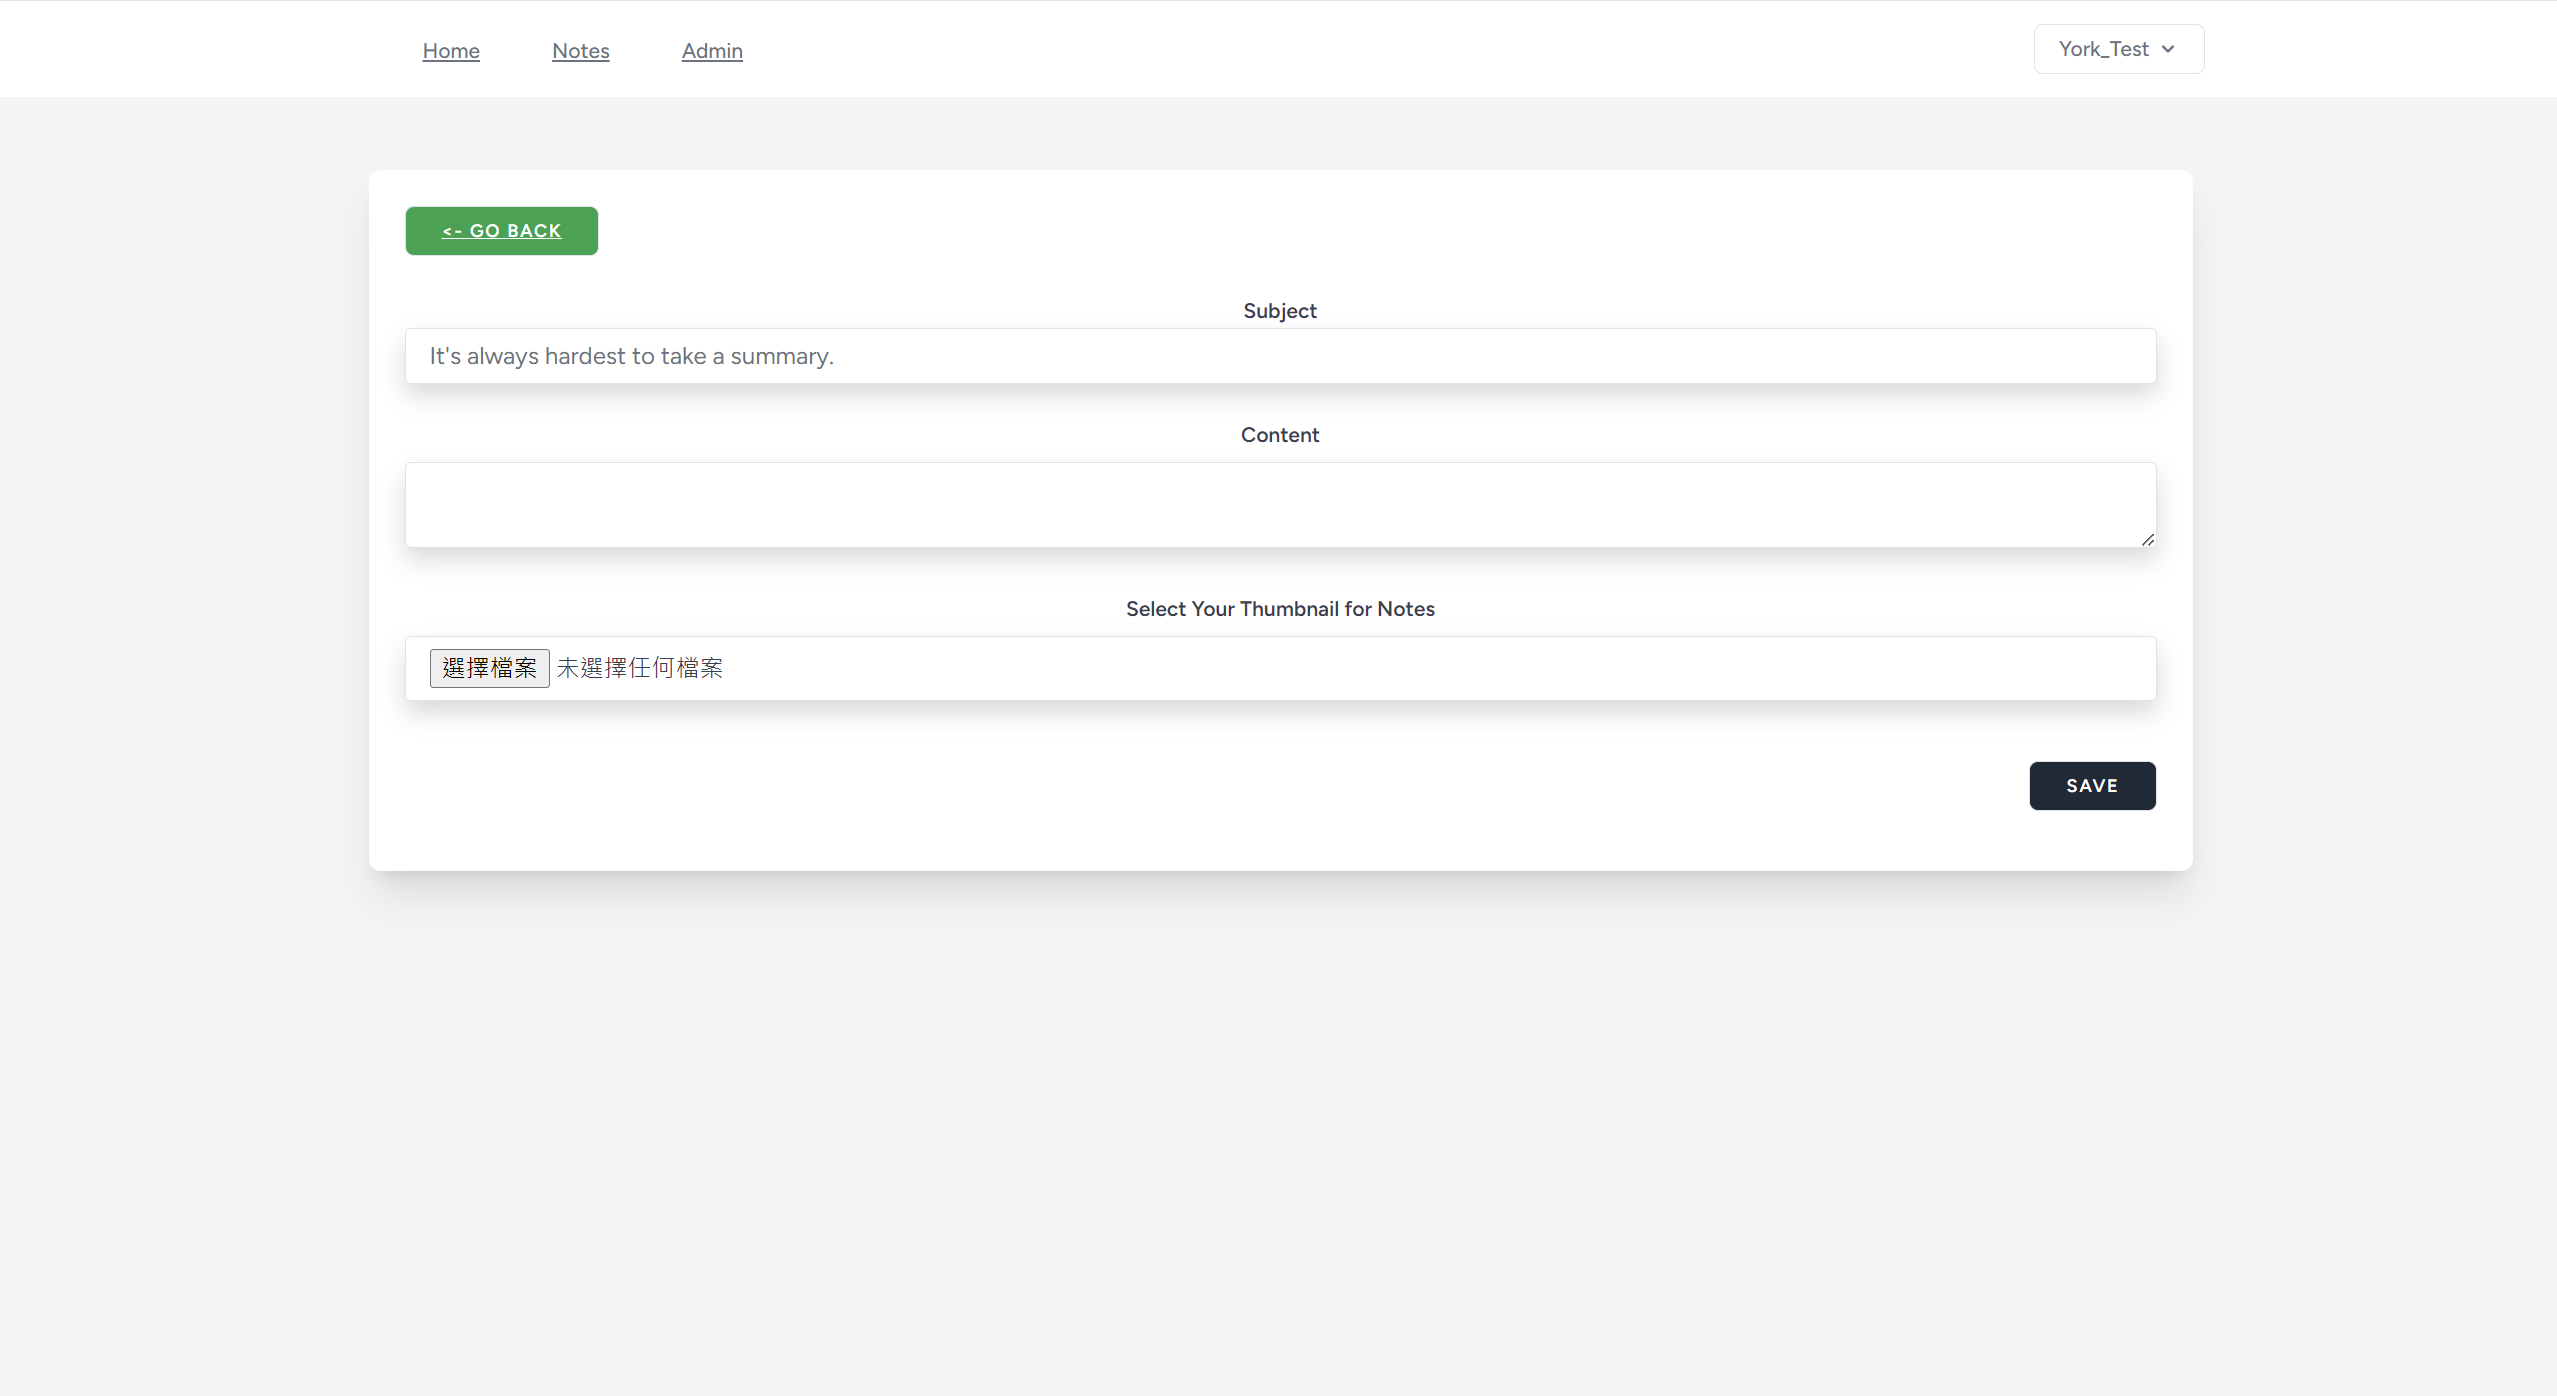 Home Notes Admin York_Test
<- GO BACK
Subject
It's always hardest to take a summary.
Content
Select Your Thumbnail for Notes
選擇檔案 未選擇任何檔案
SAVE